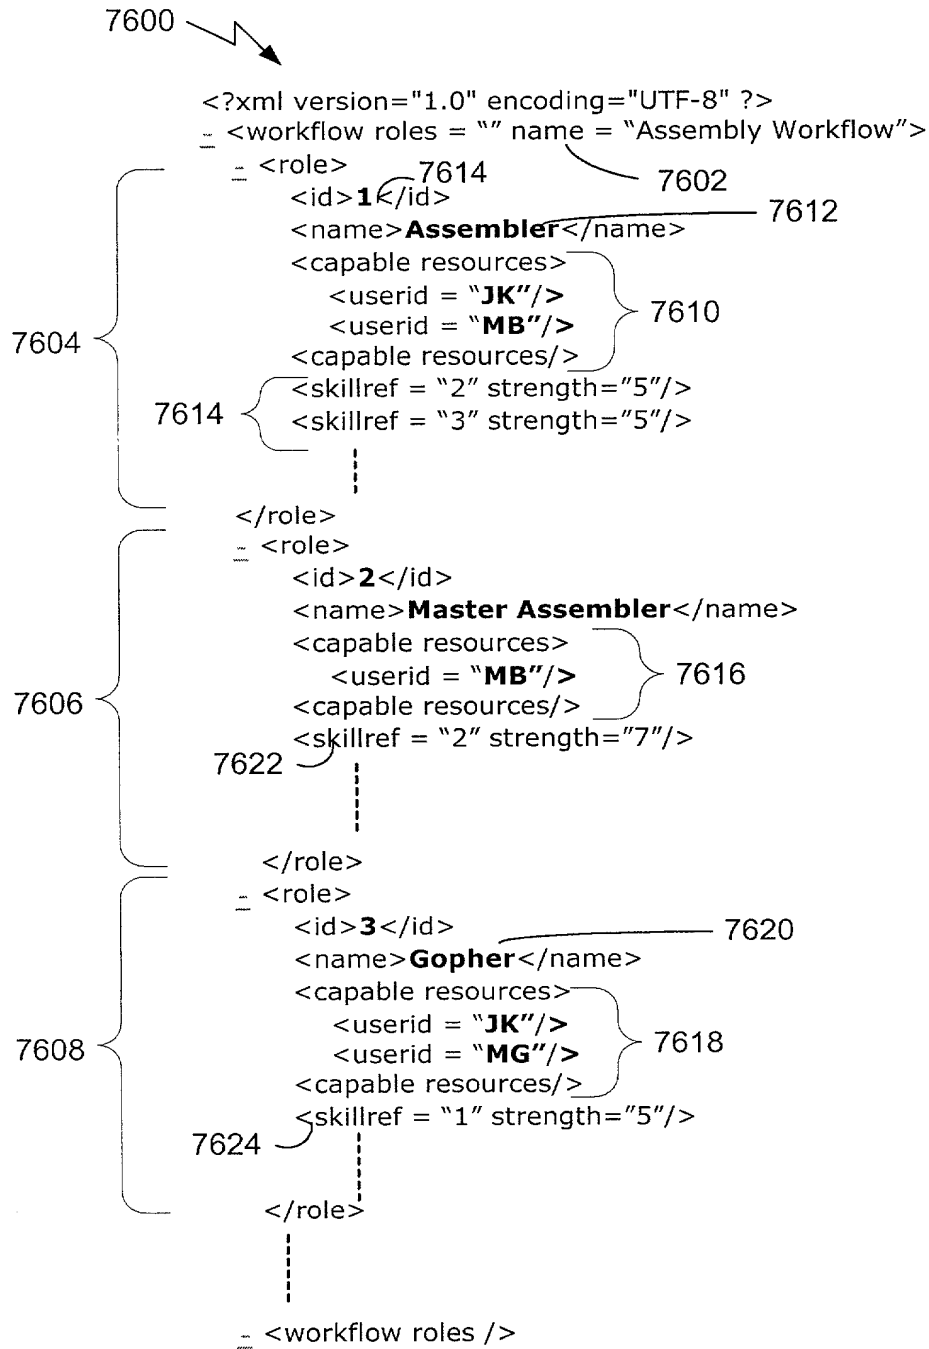 7600
<?xml version="1.0" encoding="UTF-8" ?>
- <workflow roles = “” name = “Assembly Workflow”>
7602
- <role>
7614
<id>1</id>
<name>Assembler</name>
7612
<capable resources>
<userid = “JK”/>
<userid = “MB”/>
<capable resources/>
7610
7604
<skillref = “2” strength=”5”/>
<skillref = “3” strength=”5”/>
7614
</role>
- <role>
<id>2</id>
<name>Master Assembler</name>
<capable resources>
<userid = “MB”/>
<capable resources/>
7616
7606
<skillref = “2” strength=”7”/>
7622
</role>
- <role>
<id>3</id>
7620
<name>Gopher</name>
<capable resources>
<userid = “JK”/>
<userid = “MG”/>
<capable resources/>
7618
7608
<skillref = “1” strength=”5”/>
7624
</role>
- <workflow roles />